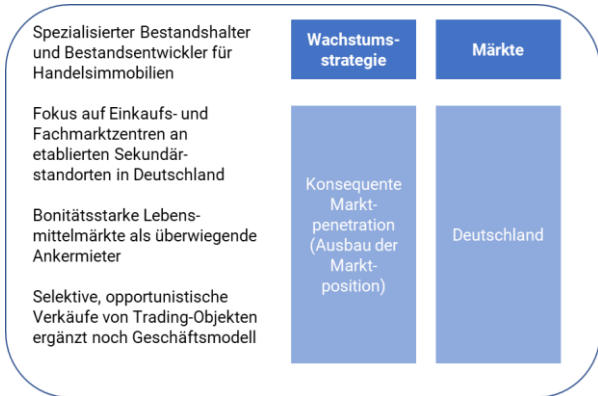 Spezialisierter Bestandshalter
und Bestandsentwickler für
Handelsimmobilien
Fokus auf Einkaufs- und
Fachmarktzentren an
etablierten Sekundär-
standorten in Deutschland
Bonitätsstarke Lebens-
mittelmärkte als überwiegende
Ankermieter
Selektive, opportunistische
Verkäufe von Trading-Objekten
ergänzt noch Geschäftsmodell
Wachstums-
strategie
Konsequente
Markt-
penetration
(Ausbau der
Markt-
position)
Märkte
Deutschland